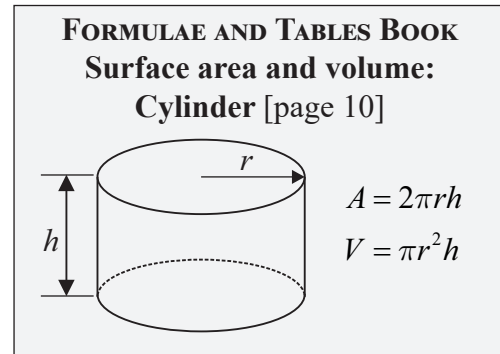 FORMULAE AND TABLES BOOK
Surface area and volume:
Cylinder [page 10]
r
h
A = 2πrh
V = πr²h